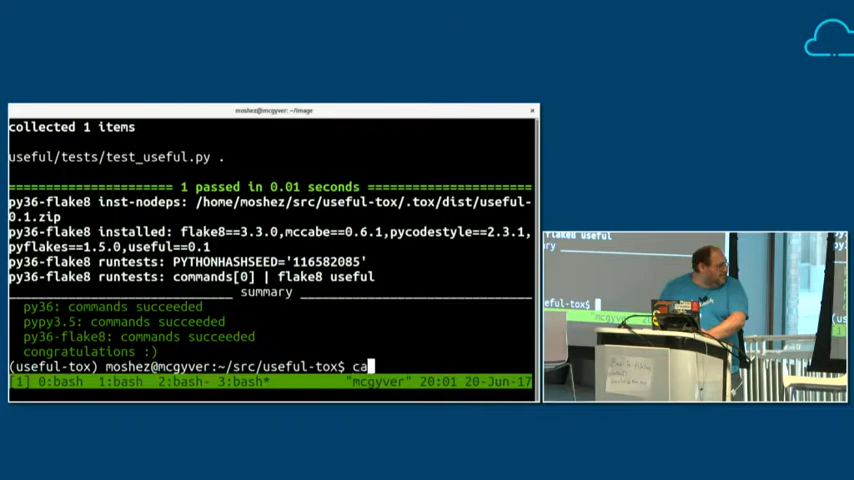 moshez@mcgyver: ~/image
collected 1 items
useful/tests/test_useful.py .
====================== 1 passed in 0.01 seconds ======================
py36-flake8 inst-nodeps: /home/moshez/src/useful-tox/.tox/dist/useful-
0.1.zip
py36-flake8 installed: flake8==3.3.0,mccabe==0.6.1,pycodestyle==2.3.1,
pyflakes==1.5.0,useful==0.1
py36-flake8 runtests: PYTHONHASHSEED='116582085'
py36-flake8 runtests: commands[0] | flake8 useful
summary
py36: commands succeeded
pypy3.5: commands succeeded
py36-flake8: commands succeeded
congratulations :)
(useful-tox) moshez@mcgyver:~/src/useful-tox$ ca
[1] 0:bash 1:bash 2:bash- 3:bash* "mcgyver" 20:01 20-Jun-17
flake8 useful
eful-tox$